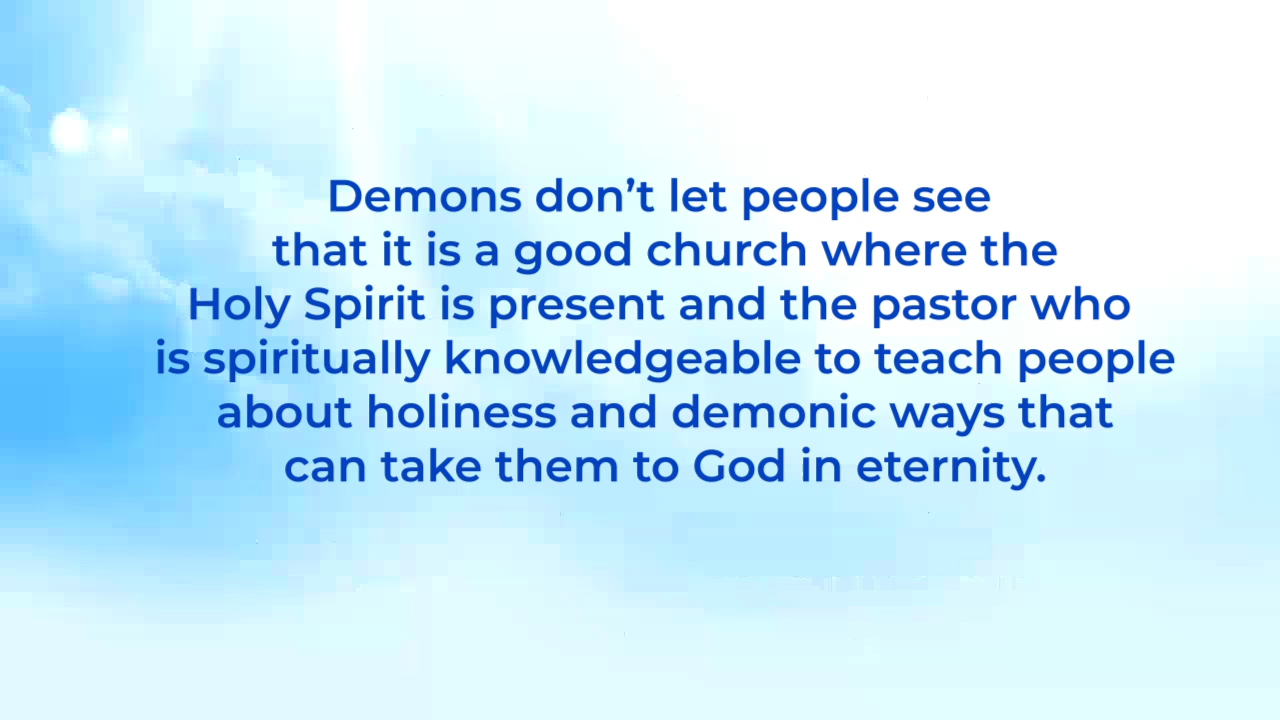 Demons don’t let people see
that it is a good church where the
Holy Spirit is present and the pastor who
is spiritually knowledgeable to teach people
about holiness and demonic ways that
can take them to God in eternity.